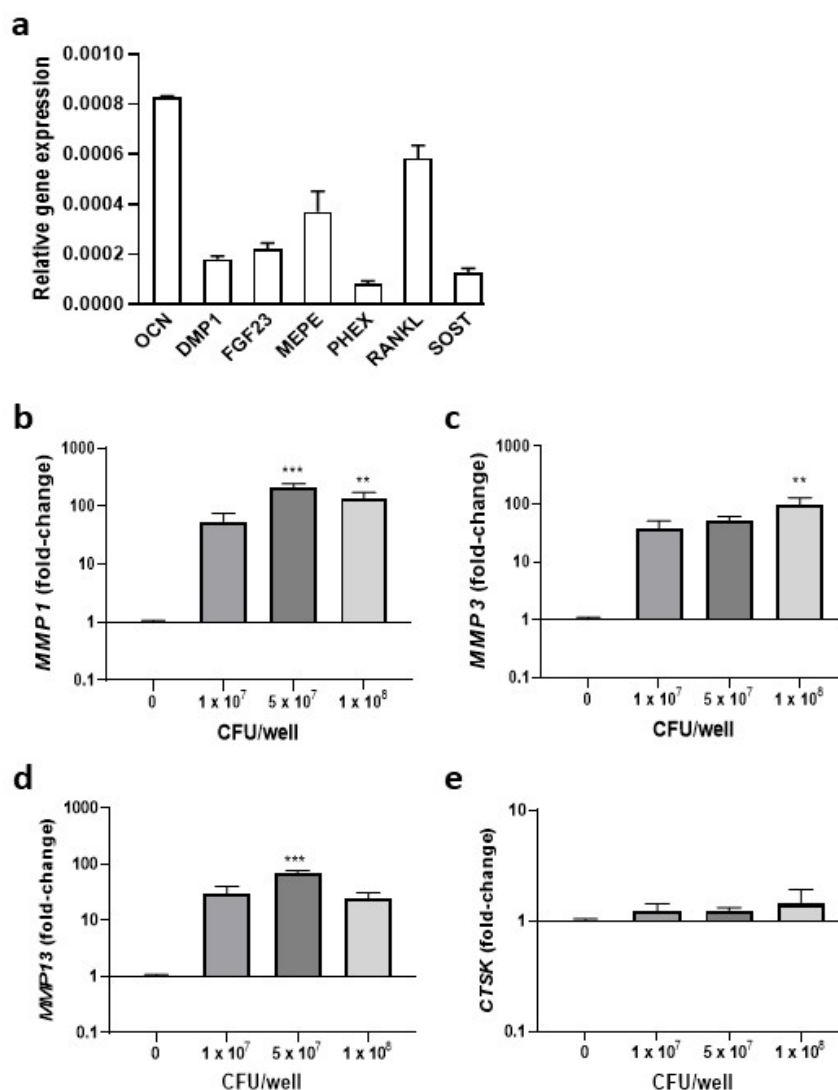 a
Relative gene expression
0.0010
0.0008
0.0006
0.0004
0.0002
0.0000
OCN
DMP1
FGF23
MEPE
PHEX
RANKL
SOST
b
MMP1 (fold-change)
1000
100
10
1
0.1
***
**
0
1 x 10⁷
5 x 10⁷
1 x 10⁸
CFU/well
c
MMP3 (fold-change)
1000
100
10
1
0.1
**
0
1 x 10⁷
5 x 10⁷
1 x 10⁸
CFU/well
d
MMP13 (fold-change)
1000
100
10
1
0.1
***
0
1 x 10⁷
5 x 10⁷
1 x 10⁸
CFU/well
e
CTSK (fold-change)
10
1
0.1
0
1 x 10⁷
5 x 10⁷
1 x 10⁸
CFU/well